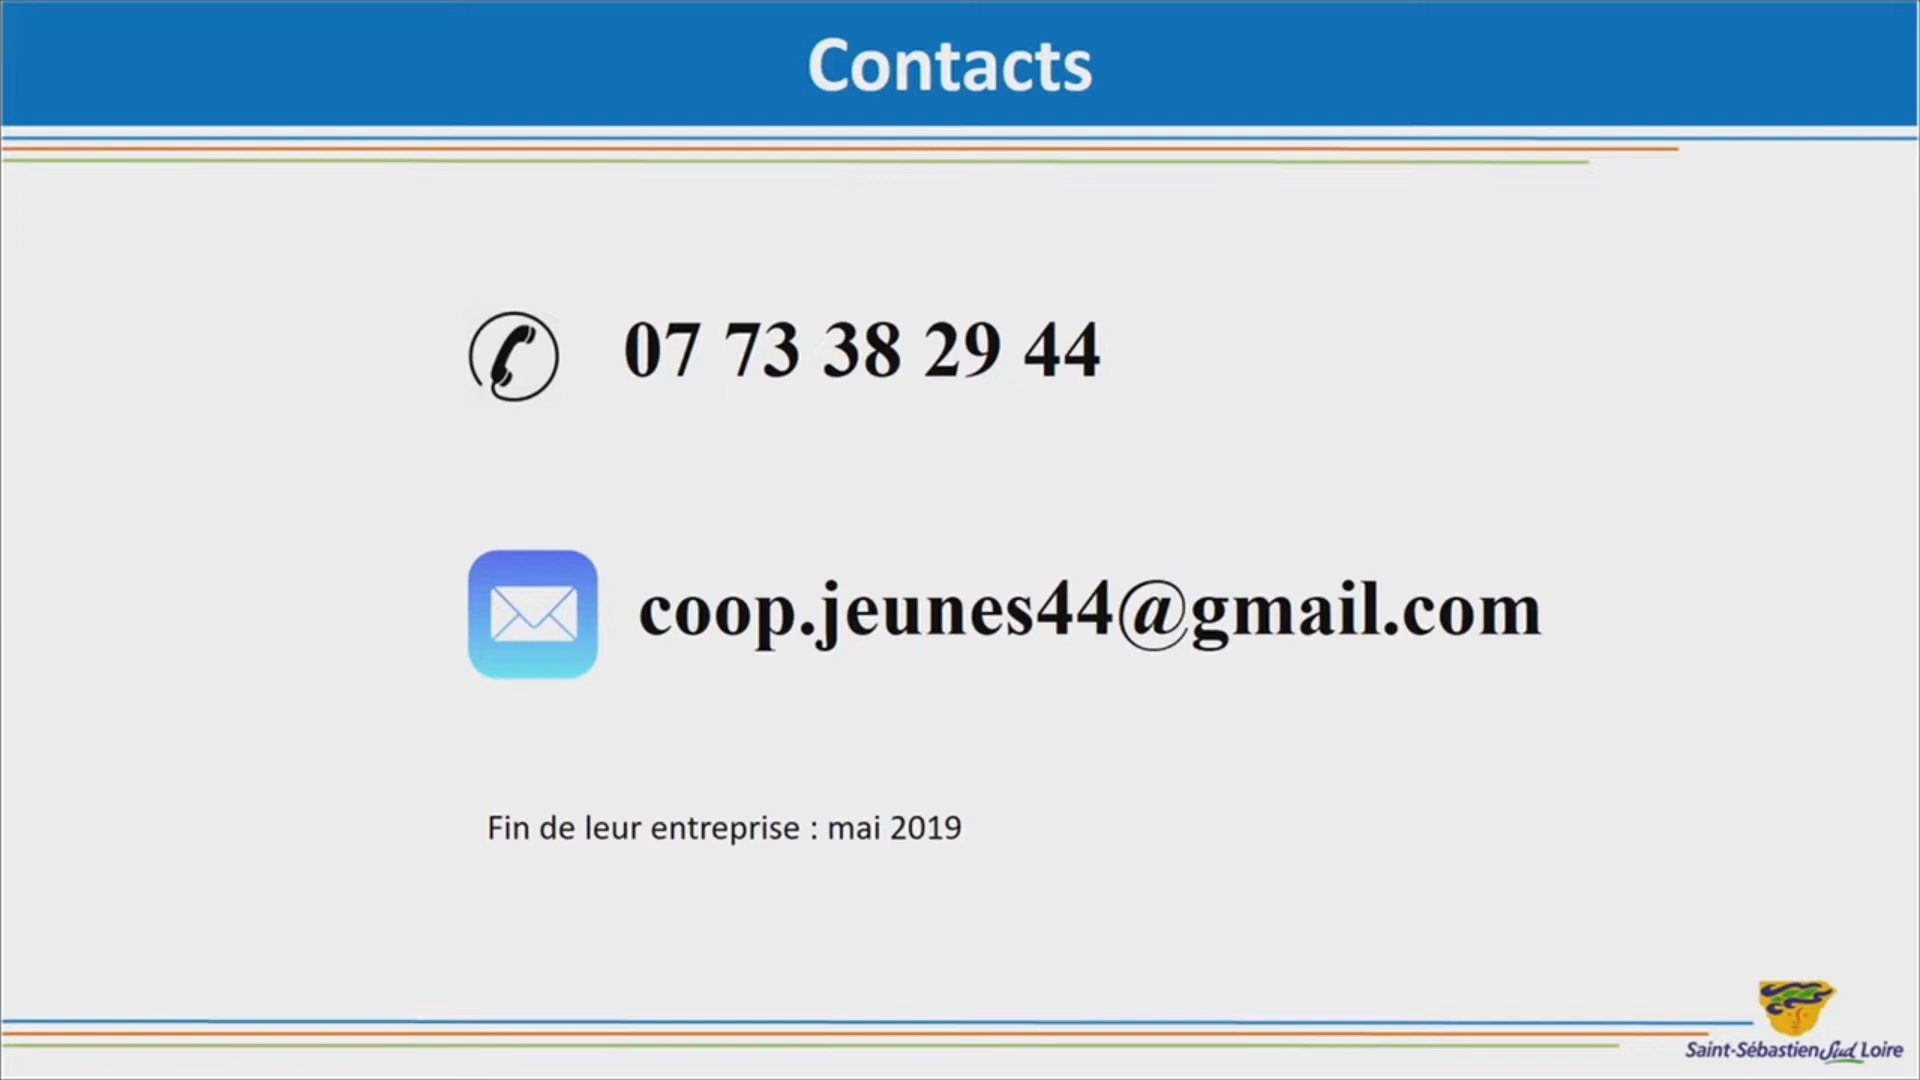 Contacts
07 73 38 29 44
coop.jeunes44@gmail.com
Fin de leur entreprise : mai 2019
Saint-Sébastien Sud Loire